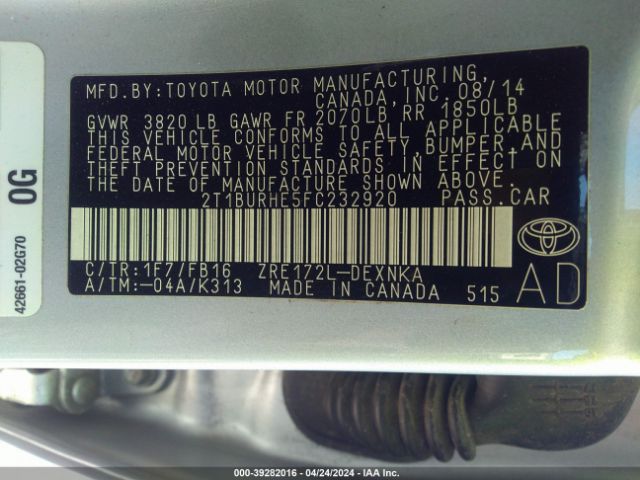 MFD.BY:TOYOTA MOTOR MANUFACTURING,
CANADA, INC. 08/14
GVWR 3820 LB GAWR FR 2070LB RR 1850LB
THIS VEHICLE CONFORMS TO ALL APPLICABLE
FEDERAL MOTOR VEHICLE SAFETY, BUMPER, AND
THEFT PREVENTION STANDARDS IN EFFECT ON
THE DATE OF MANUFACTURE SHOWN ABOVE.
2T1BURHE5FC232920 PASS.CAR
C/TR:1F7/FB16 ZRE172L-DEXNKA
A/TM:-04A/K313 MADE IN CANADA 515
AD
42661-02G70 0G
000-39282016 - 04/24/2024 - IAA Inc.